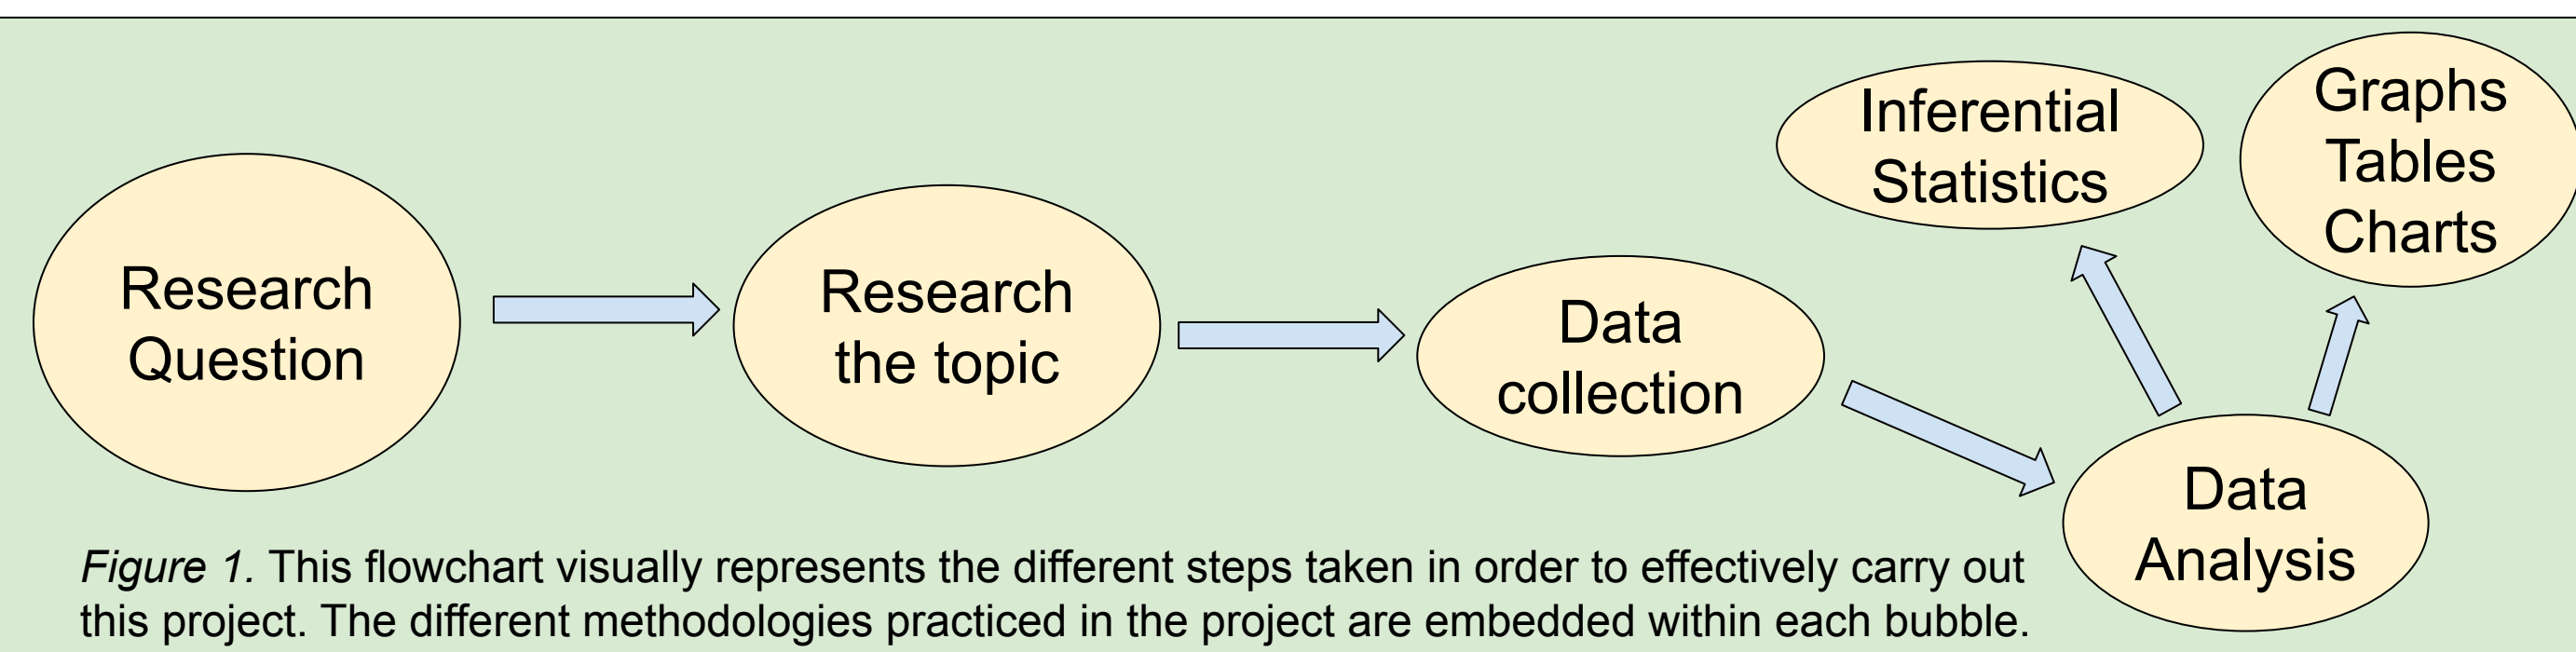 Research
Question
Research
the topic
Data
collection
Data
Analysis
Inferential
Statistics
Graphs
Tables
Charts
Figure 1. This flowchart visually represents the different steps taken in order to effectively carry out
this project. The different methodologies practiced in the project are embedded within each bubble.